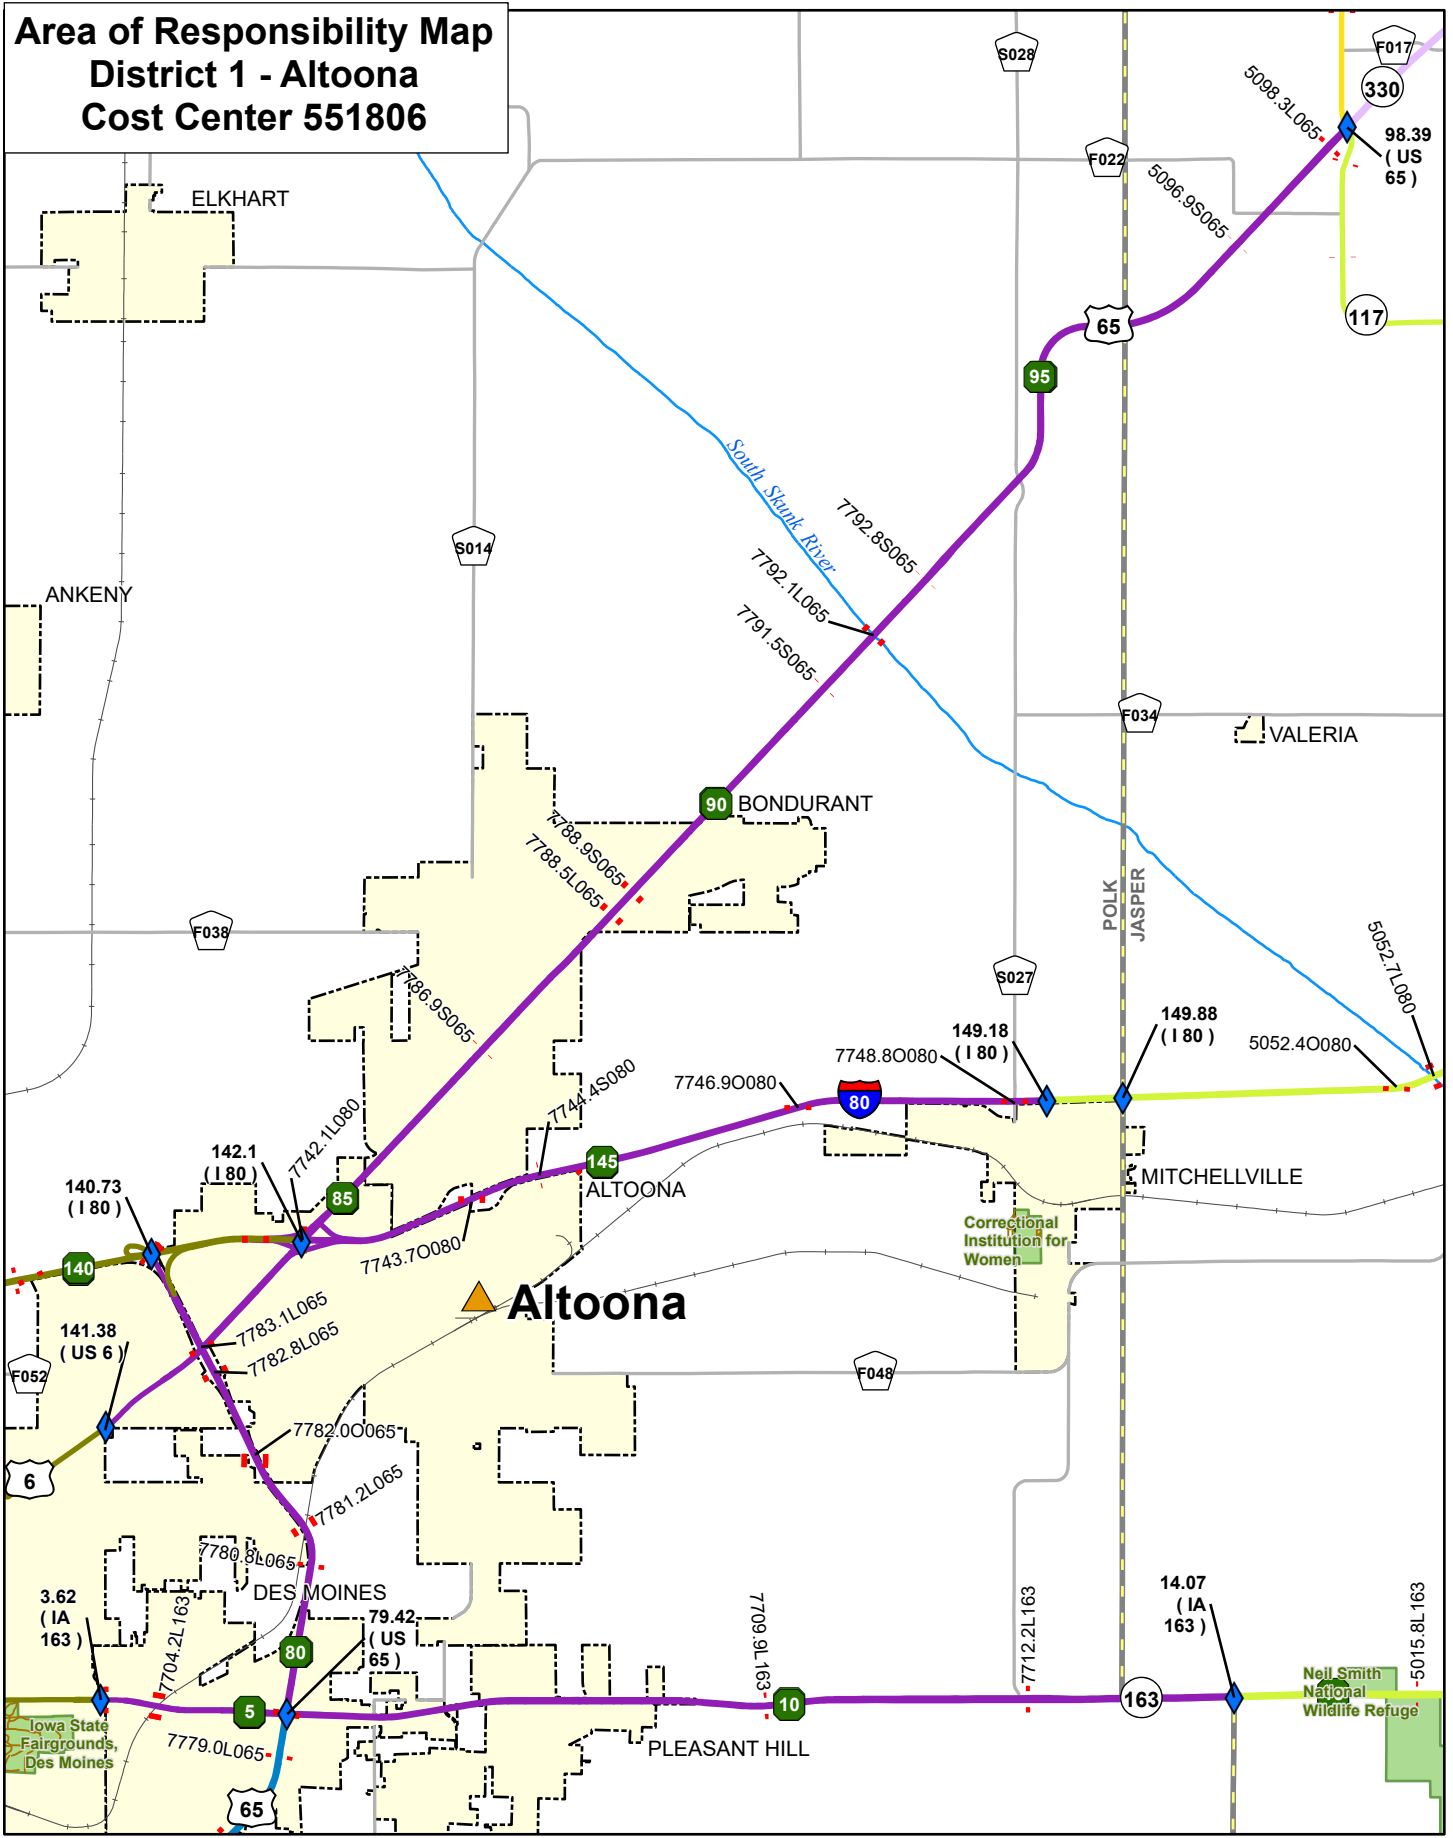 Area of Responsibility Map
District 1 - Altoona
Cost Center 551806
S028
F017
330
5098.3L065
98.39
( US
65 )
F022
5096.9S065
ELKHART
65
117
95
South Skunk River
7792.8S065
S014
7792.1L065
ANKENY
7791.5S065
F034
VALERIA
90
BONDURANT
7788.9S065
7788.5L065
POLK
JASPER
F038
5052.7L080
7786.9S065
S027
149.18
( I 80 )
149.88
( I 80 )
5052.4O080
7748.8O080
7746.9O080
7744.4S080
80
7742.1L080
142.1
( I 80 )
145
ALTOONA
MITCHELLVILLE
140.73
( I 80 )
85
Correctional
Institution for
Women
7743.7O080
140
Altoona
7783.1L065
141.38
( US 6 )
7782.8L065
F052
F048
7782.0O065
6
7781.2L065
7780.8L065
DES MOINES
3.62
( IA
163 )
7704.2L163
79.42
( US
65 )
7709.9L163
7712.2L163
14.07
( IA
163 )
5015.8L163
80
Neil Smith
National
Wildlife Refuge
5
10
163
Iowa State
Fairgrounds,
Des Moines
7779.0L065
PLEASANT HILL
65